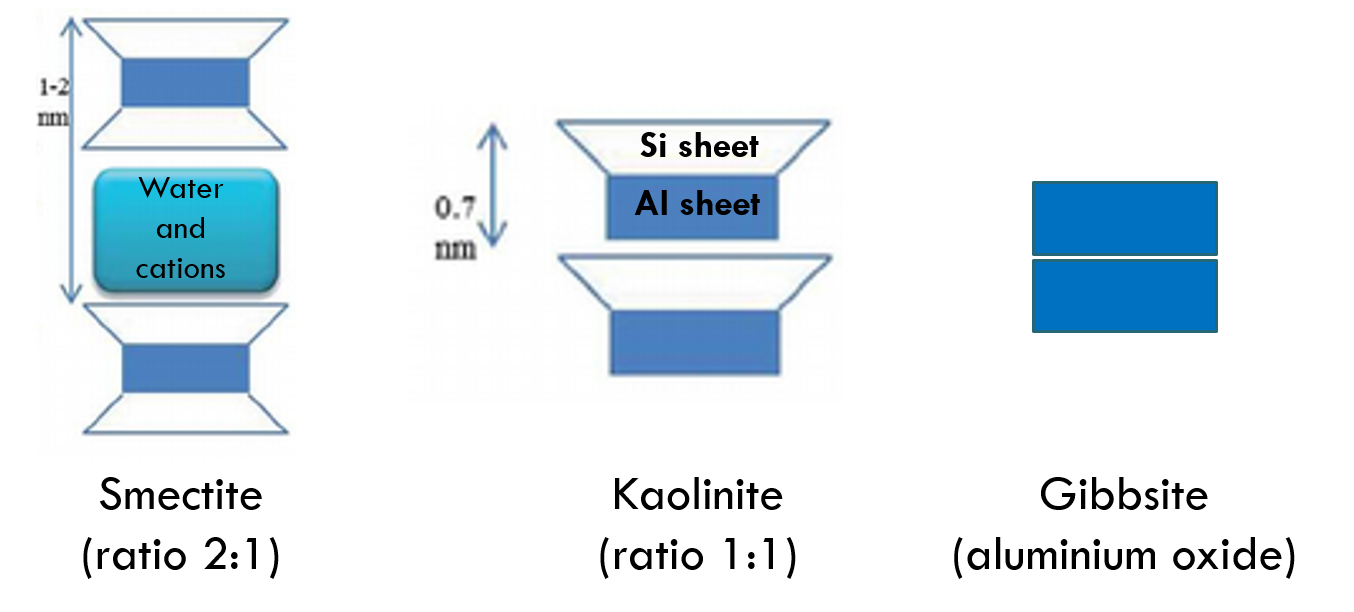 1-2
nm
Water
and
cations
Smectite
(ratio 2:1)
0.7
nm
Si sheet
Al sheet
Kaolinite
(ratio 1:1)
Gibbsite
(aluminium oxide)